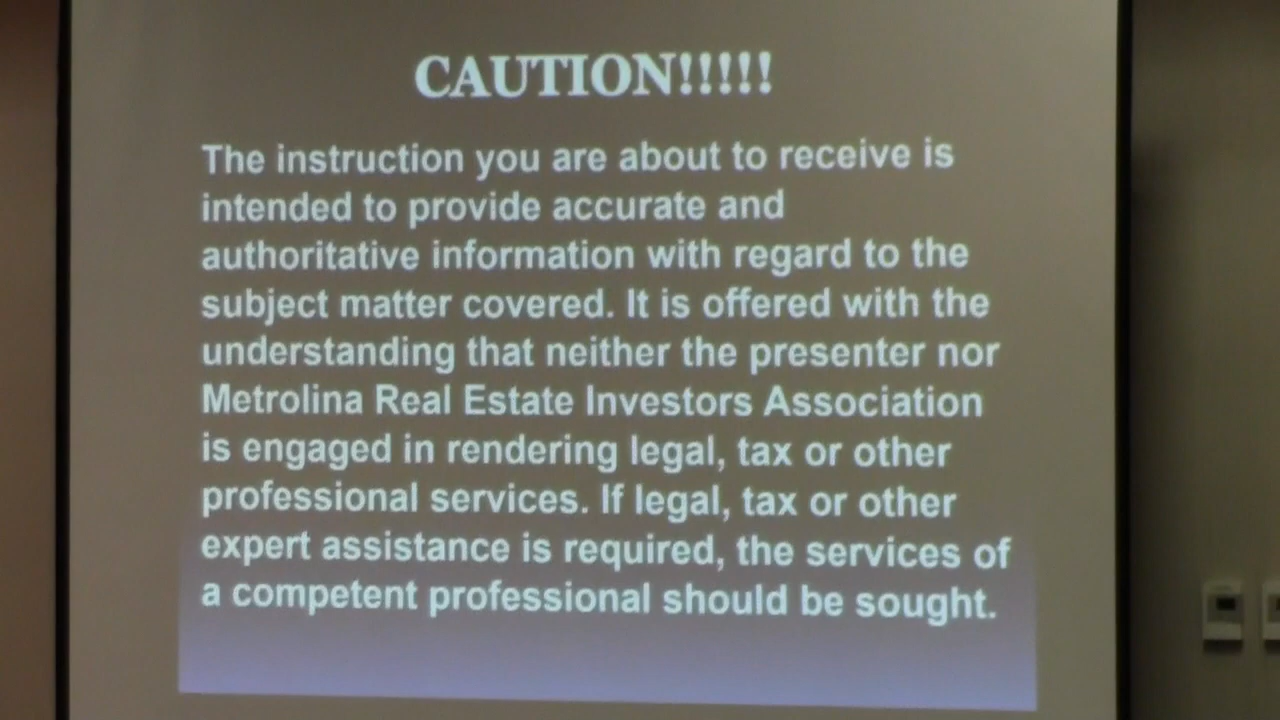 CAUTION!!!!!
The instruction you are about to receive is
intended to provide accurate and
authoritative information with regard to the
subject matter covered. It is offered with the
understanding that neither the presenter nor
Metrolina Real Estate Investors Association
is engaged in rendering legal, tax or other
professional services. If legal, tax or other
expert assistance is required, the services of
a competent professional should be sought.